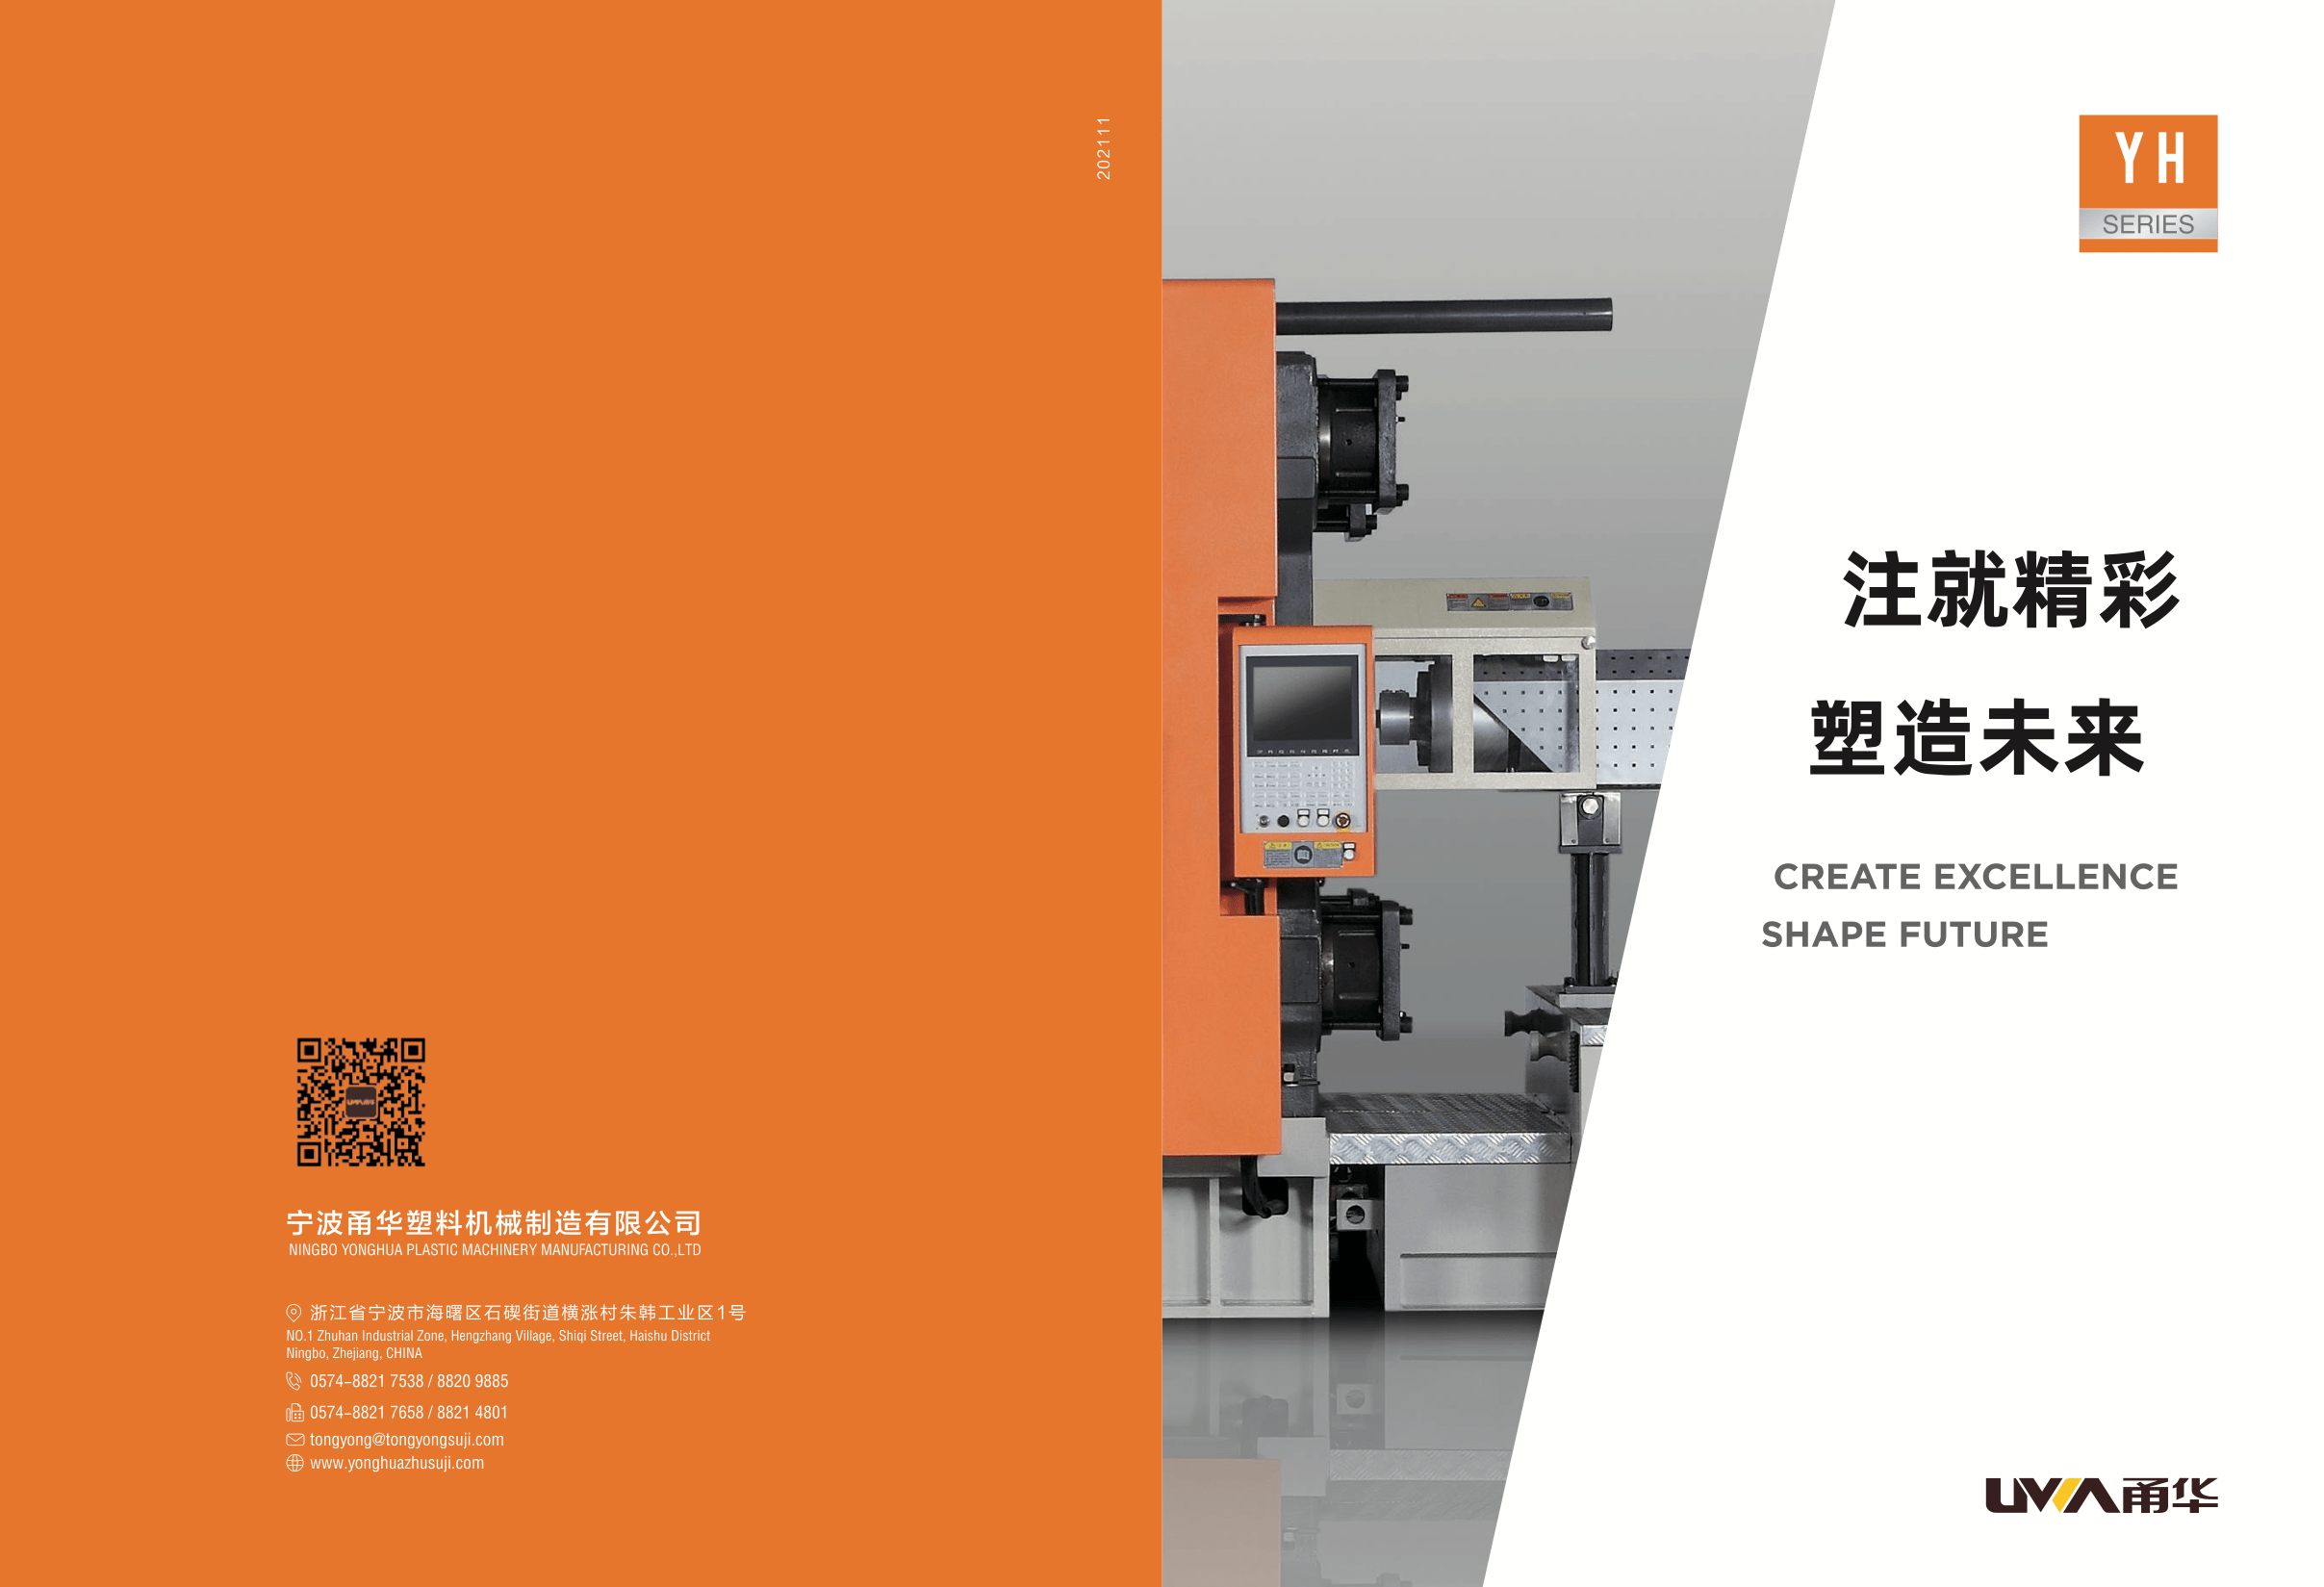 202111
宁波甬华塑料机械制造有限公司
NINGBO YONGHUA PLASTIC MACHINERY MANUFACTURING CO.,LTD
浙江省宁波市海曙区石碶街道横涨村朱韩工业区1号
NO.1 Zhuhan Industrial Zone, Hengzhang Village, Shiqi Street, Haishu District
Ningbo, Zhejiang, CHINA
0574-8821 7538 / 8820 9885
0574-8821 7658 / 8821 4801
tongyong@tongyongsuji.com
www.yonghuazhusuji.com
YH
SERIES
注就精彩
塑造未来
CREATE EXCELLENCE
SHAPE FUTURE
UWA甬华